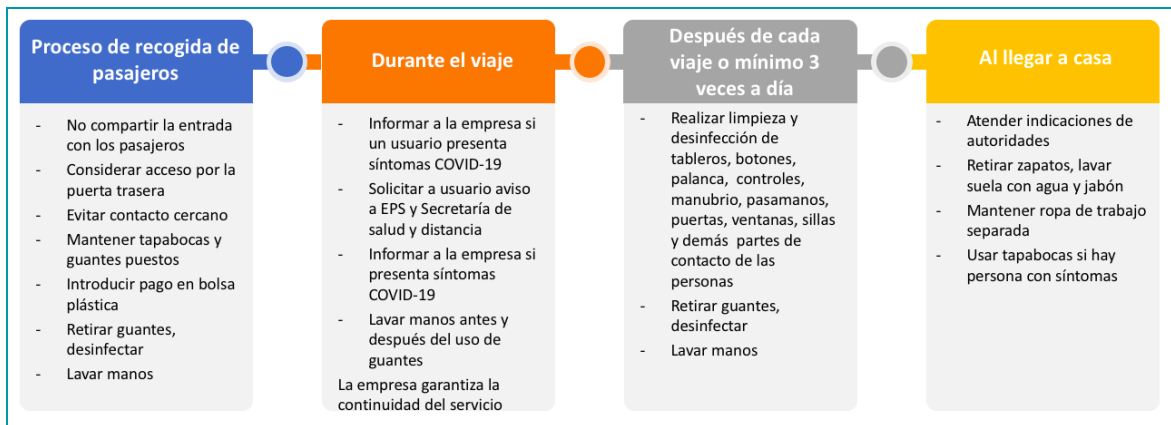 Proceso de recogida de
pasajeros
- No compartir la entrada
con los pasajeros
- Considerar acceso por la
puerta trasera
- Evitar contacto cercano
- Mantener tapabocas y
guantes puestos
- Introducir pago en bolsa
plástica
- Retirar guantes,
desinfectar
- Lavar manos
Durante el viaje
- Informar a la empresa si
un usuario presenta
síntomas COVID-19
- Solicitar a usuario aviso
a EPS y Secretaría de
salud y distancia
- Informar a la empresa si
presenta síntomas
COVID-19
- Lavar manos antes y
después del uso de
guantes
La empresa garantiza la
continuidad del servicio
Después de cada
viaje o mínimo 3
veces a día
- Realizar limpieza y
desinfección de
tableros, botones,
palanca, controles,
manubrio, pasamanos,
puertas, ventanas, sillas
y demás partes de
contacto de las
personas
- Retirar guantes,
desinfectar
- Lavar manos
Al llegar a casa
- Atender indicaciones de
autoridades
- Retirar zapatos, lavar
suela con agua y jabón
- Mantener ropa de trabajo
separada
- Usar tapabocas si hay
persona con síntomas